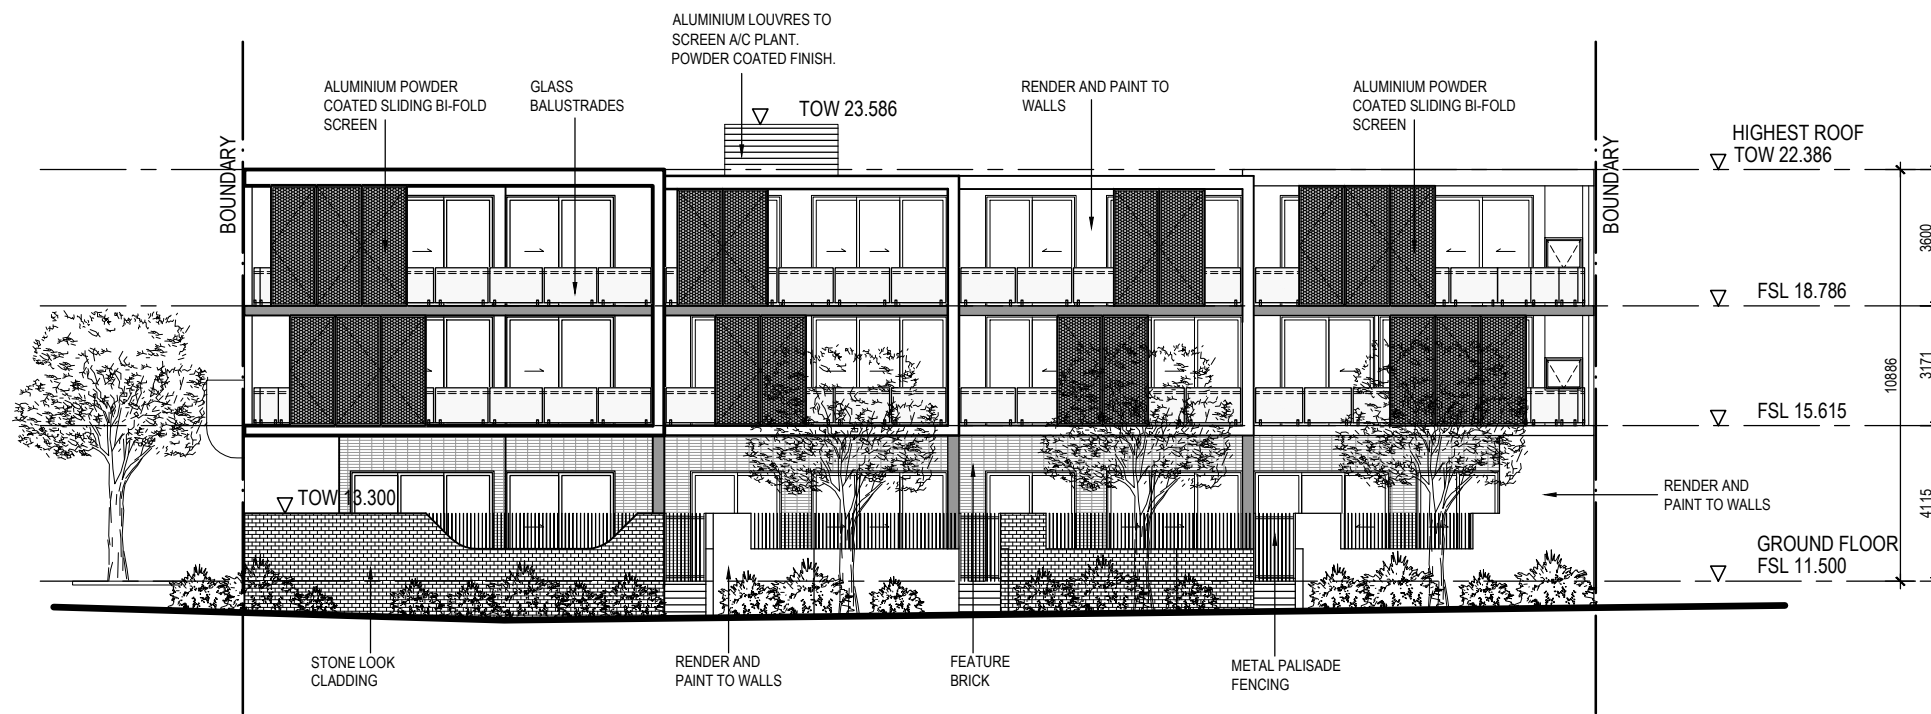 ALUMINIUM LOUVRES TO
SCREEN A/C PLANT.
POWDER COATED FINISH.
ALUMINIUM POWDER
COATED SLIDING BI-FOLD
SCREEN
GLASS
BALUSTRADES
TOW 23.586
RENDER AND PAINT TO
WALLS
ALUMINIUM POWDER
COATED SLIDING BI-FOLD
SCREEN
BOUNDARY
BOUNDARY
HIGHEST ROOF
TOW 22.386
3600
FSL 18.786
3171
10886
FSL 15.615
TOW 13.300
RENDER AND
PAINT TO WALLS
4115
GROUND FLOOR
FSL 11.500
STONE LOOK
CLADDING
RENDER AND
PAINT TO WALLS
FEATURE
BRICK
METAL PALISADE
FENCING